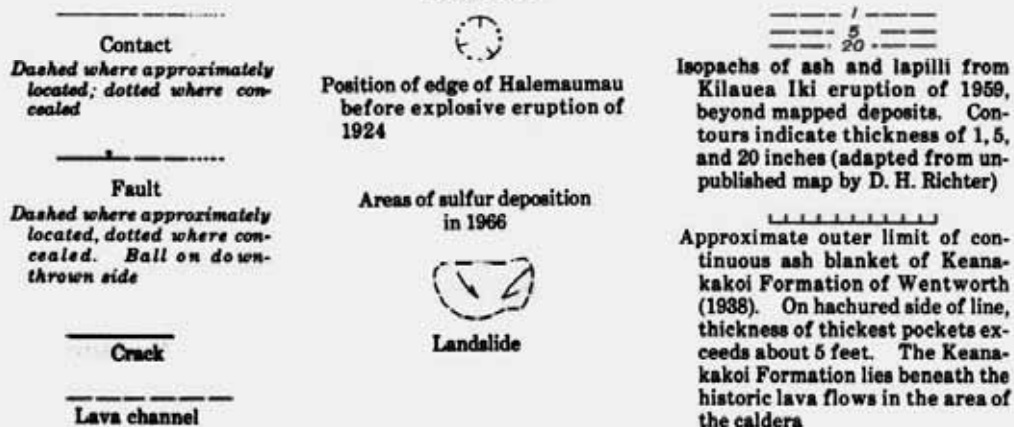 Contact
Dashed where approximately
located; dotted where con-
cealed
Fault
Dashed where approximately
located, dotted where con-
cealed. Ball on down-
thrown side
Crack
Lava channel
Position of edge of Halemaumau
before explosive eruption of
1924
Areas of sulfur deposition
in 1966
Landslide
1
5
20
Isopachs of ash and lapilli from
Kilauea Iki eruption of 1959,
beyond mapped deposits. Con-
tours indicate thickness of 1, 5,
and 20 inches (adapted from un-
published map by D. H. Richter)
Approximate outer limit of con-
tinuous ash blanket of Keana-
kakoi Formation of Wentworth
(1938). On hachured side of line,
thickness of thickest pockets ex-
ceeds about 5 feet. The Keana-
kakoi Formation lies beneath the
historic lava flows in the area of
the caldera